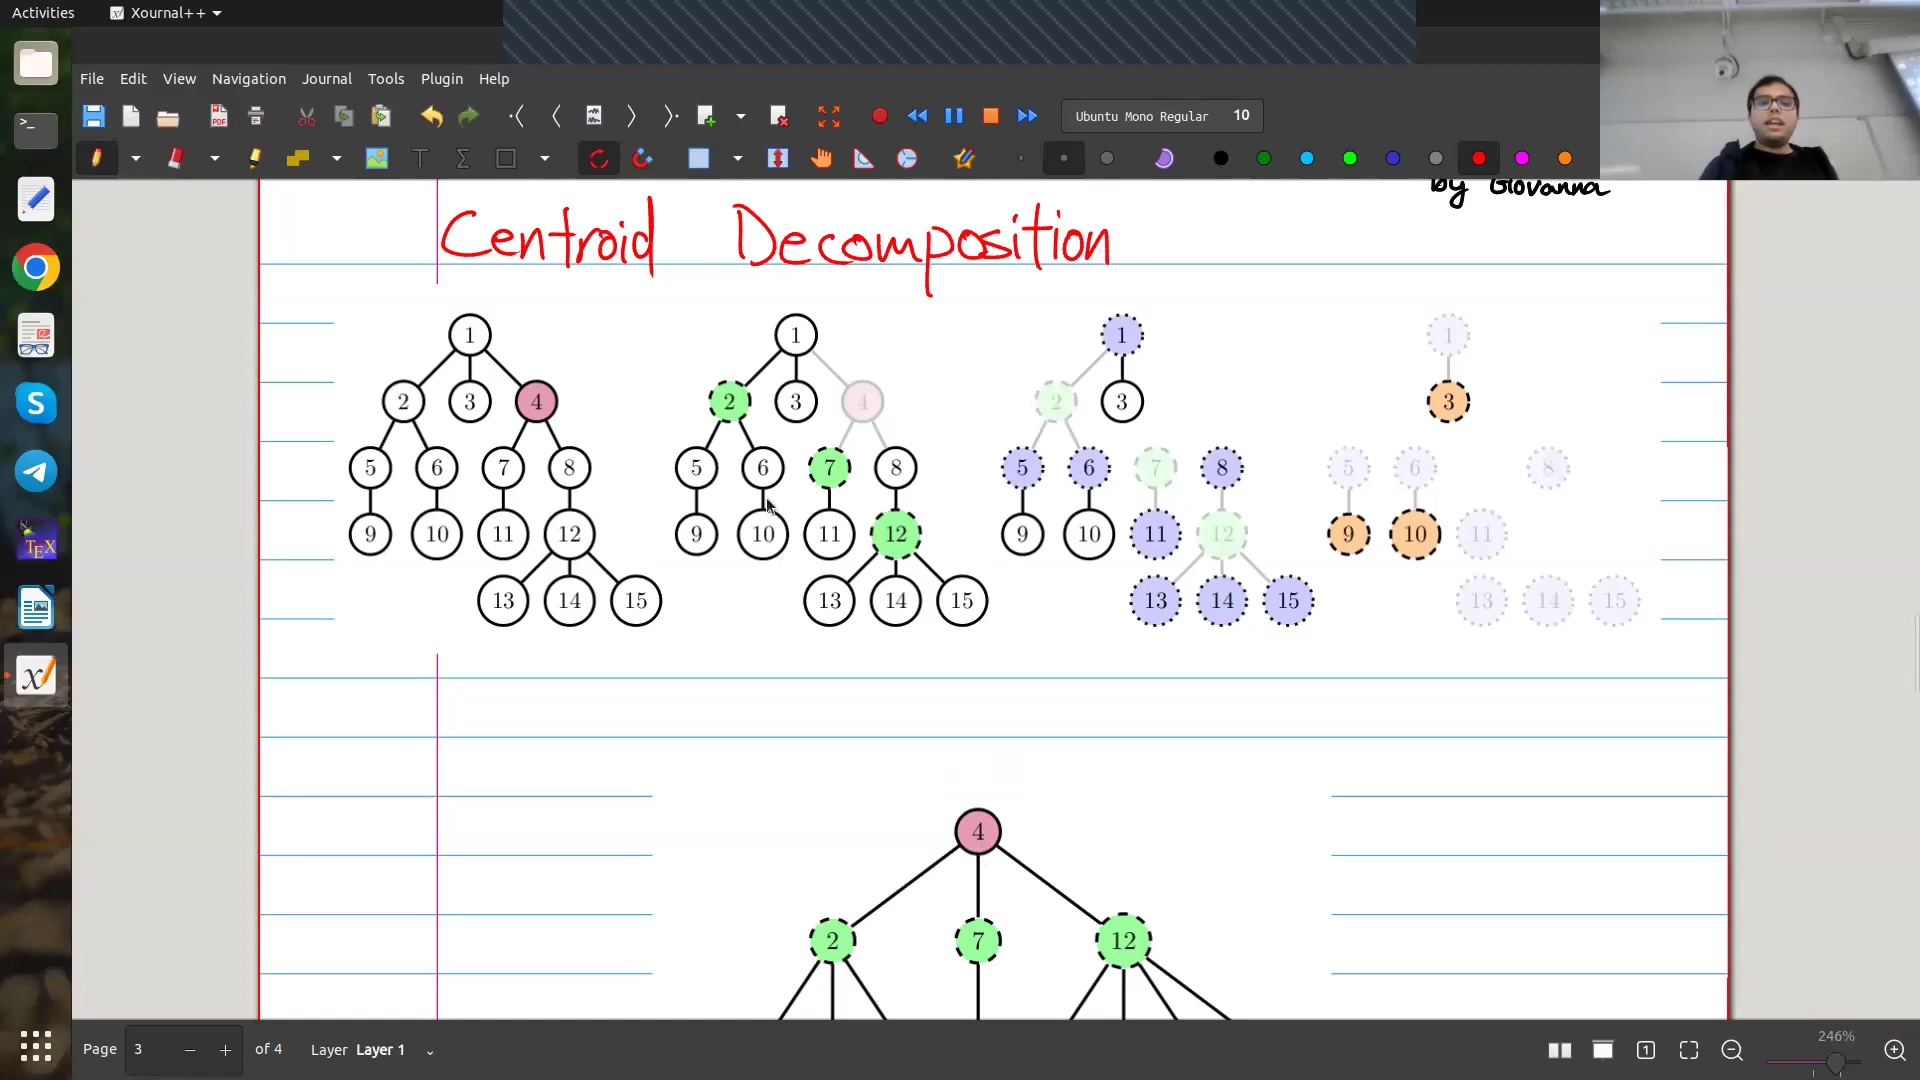 Activities Xournal++
File Edit View Navigation Journal Tools Plugin Help
Ubuntu Mono Regular 10
by Giovanna
Centroid Decomposition
1 1 1 1
2 3 4 2 3 4 2 3 3
5 6 7 8 5 6 7 8 5 6 7 8 5 6 8
9 10 11 12 9 10 11 12 9 10 11 12 9 10 11
13 14 15 13 14 15 13 14 15 13 14 15
4
2 7 12
Page 3 of 4 Layer Layer 1 246%